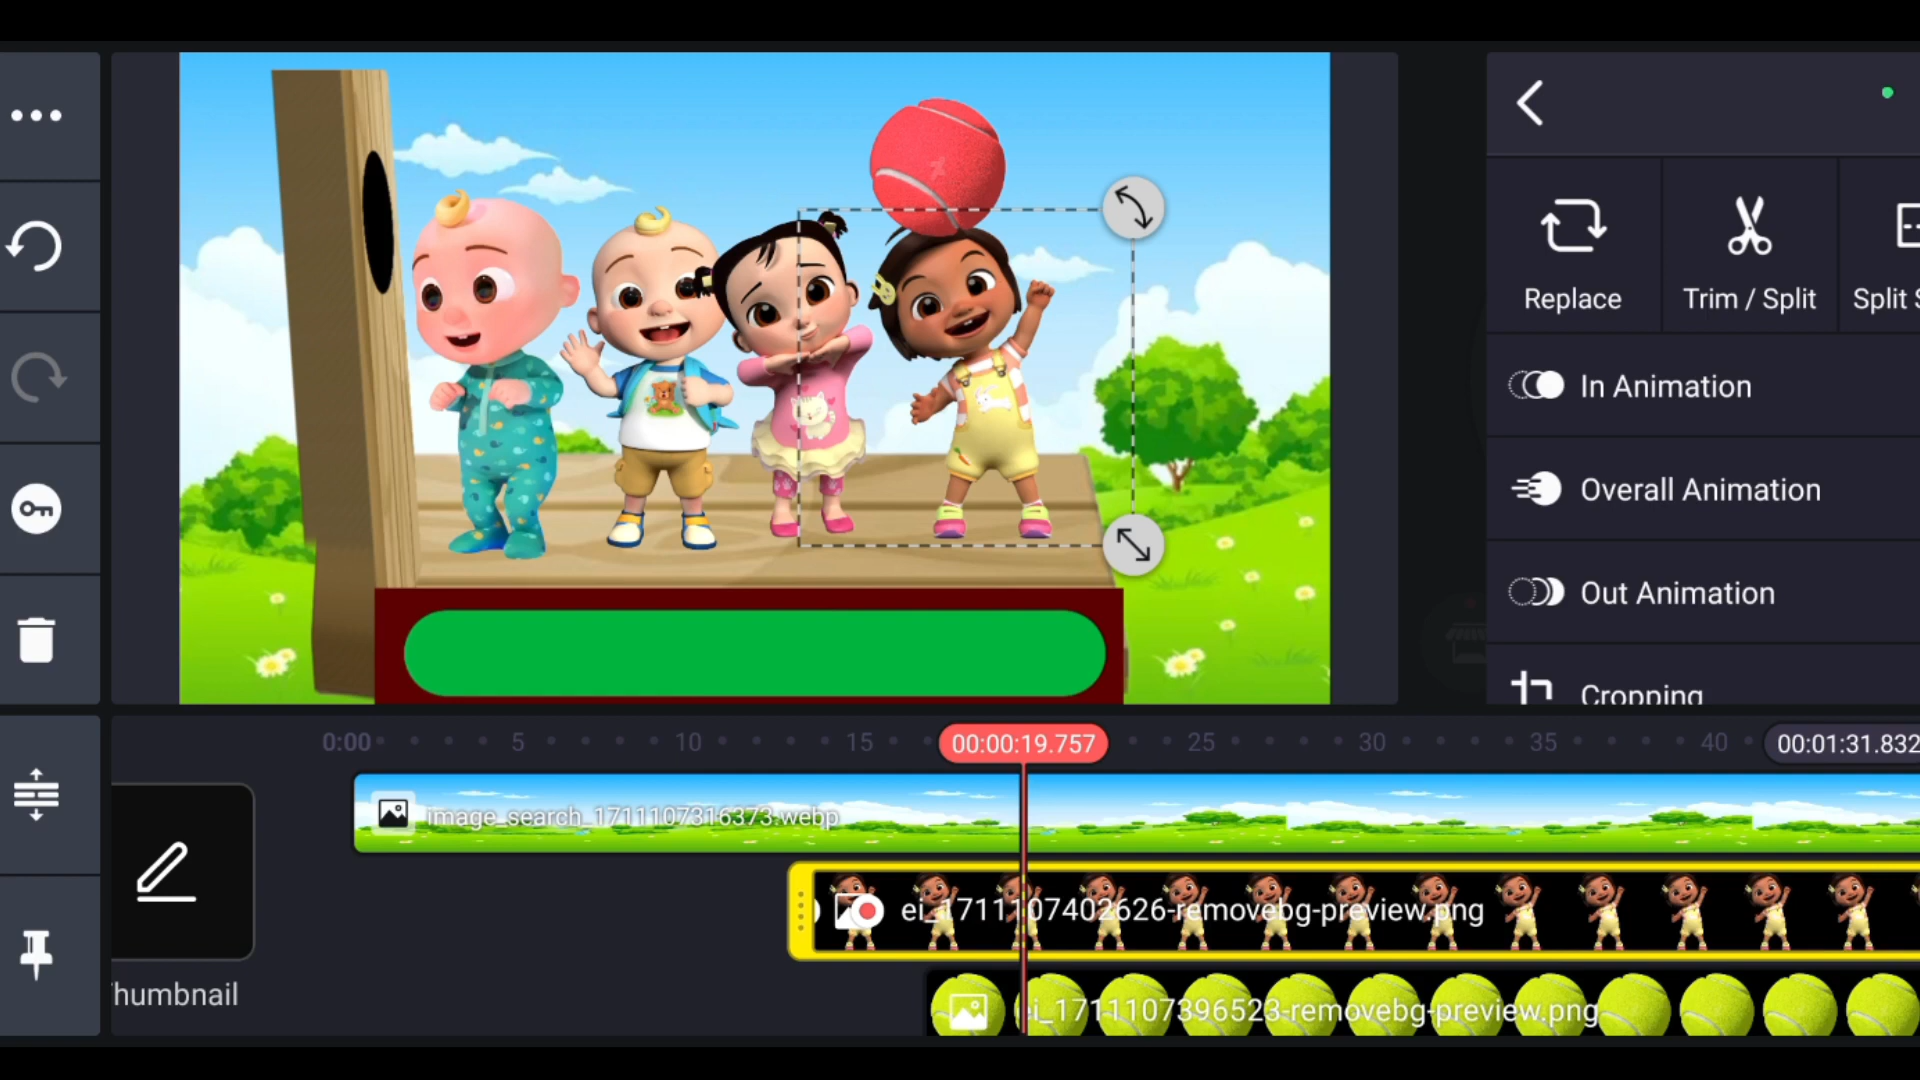 Replace
Trim / Split
Split S
In Animation
Overall Animation
Out Animation
Cropping
0:00 5 10 15 00:00:19.757 25 30 35 40 00:01:31.832
image_search_1711107316373.webp
ei_1711107402626-removebg-preview.png
humbnail
ei_1711107396523-removebg-preview.png